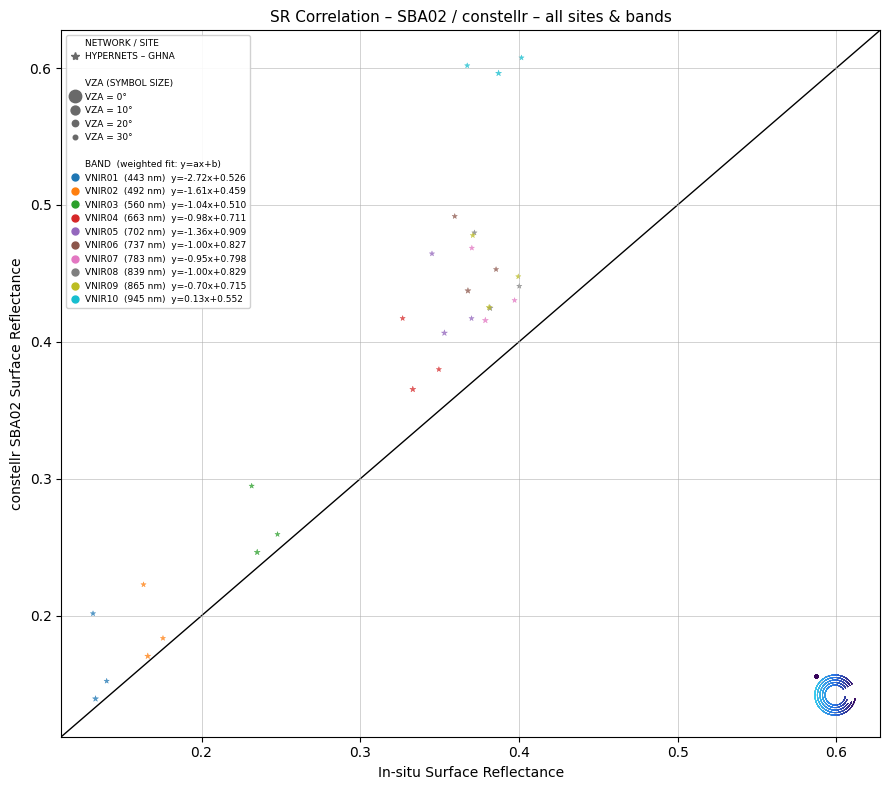 SR Correlation – SBA02 / constellr – all sites & bands
NETWORK / SITE
HYPERNETS – GHNA
VZA (SYMBOL SIZE)
VZA = 0°
VZA = 10°
VZA = 20°
VZA = 30°
BAND  (weighted fit: y=ax+b)
VNIR01  (443 nm)  y=-2.72x+0.526
VNIR02  (492 nm)  y=-1.61x+0.459
VNIR03  (560 nm)  y=-1.04x+0.510
VNIR04  (663 nm)  y=-0.98x+0.711
VNIR05  (702 nm)  y=-1.36x+0.909
VNIR06  (737 nm)  y=-1.00x+0.827
VNIR07  (783 nm)  y=-0.95x+0.798
VNIR08  (839 nm)  y=-1.00x+0.829
VNIR09  (865 nm)  y=-0.70x+0.715
VNIR10  (945 nm)  y=0.13x+0.552
constellr SBA02 Surface Reflectance
0.6
0.5
0.4
0.3
0.2
0.2
0.3
0.4
0.5
0.6
In-situ Surface Reflectance